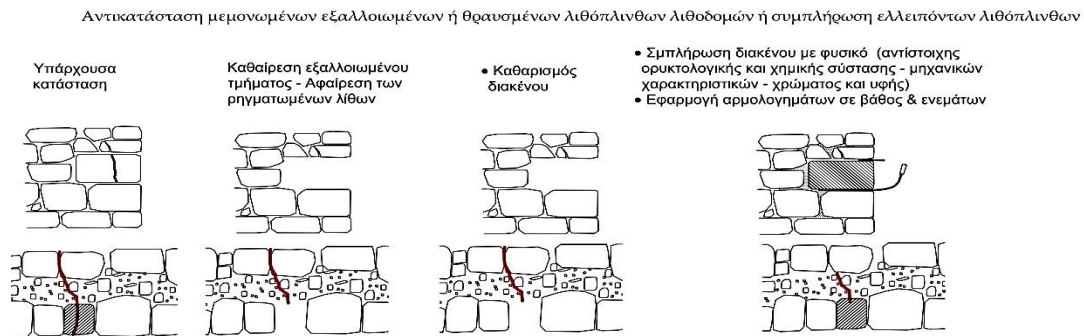 Αντικατάσταση μεμονωμένων εξαλλοιωμένων ή θραυσμένων λιθόπλινθων λιθοδομών ή συμπλήρωση ελλειπόντων λιθόπλινθων
Υπάρχουσα
κατάσταση
Καθαίρεση εξαλλοιωμένου
τμήματος - Αφαίρεση των
ρηγματωμένων λίθων
• Καθαρισμός
διακένου
• Σμπλήρωση διακένου με φυσικό (αντίστοιχης
ορυκτολογικής και χημικής σύστασης - μηχανικών
χαρακτηριστικών - χρώματος και υφής)
• Εφαρμογή αρμολογημάτων σε βάθος & ενεμάτων